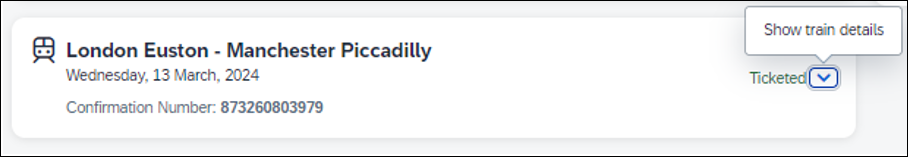 Show train details
London Euston - Manchester Piccadilly
Wednesday, 13 March, 2024
Ticketed
Confirmation Number: 873260803979